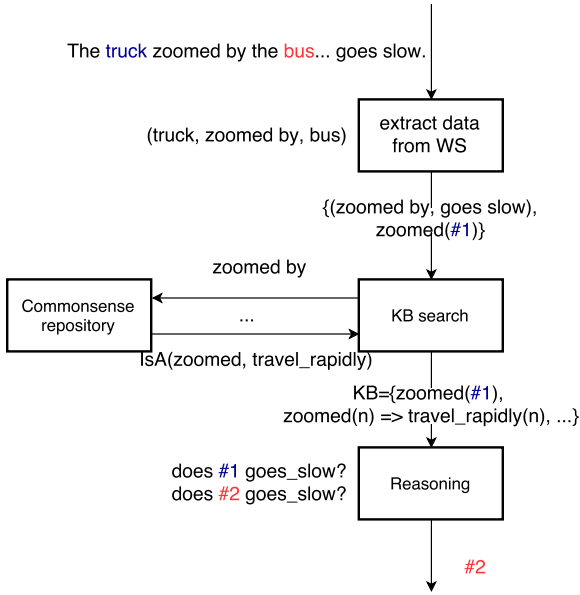 The truck zoomed by the bus... goes slow.
extract data
from WS
(truck, zoomed by, bus)
{(zoomed by, goes slow),
zoomed(#1)}
zoomed by
Commonsense
repository
...
KB search
IsA(zoomed, travel_rapidly)
KB={zoomed(#1),
zoomed(n) => travel_rapidly(n), ...}
does #1 goes_slow?
does #2 goes_slow?
Reasoning
#2